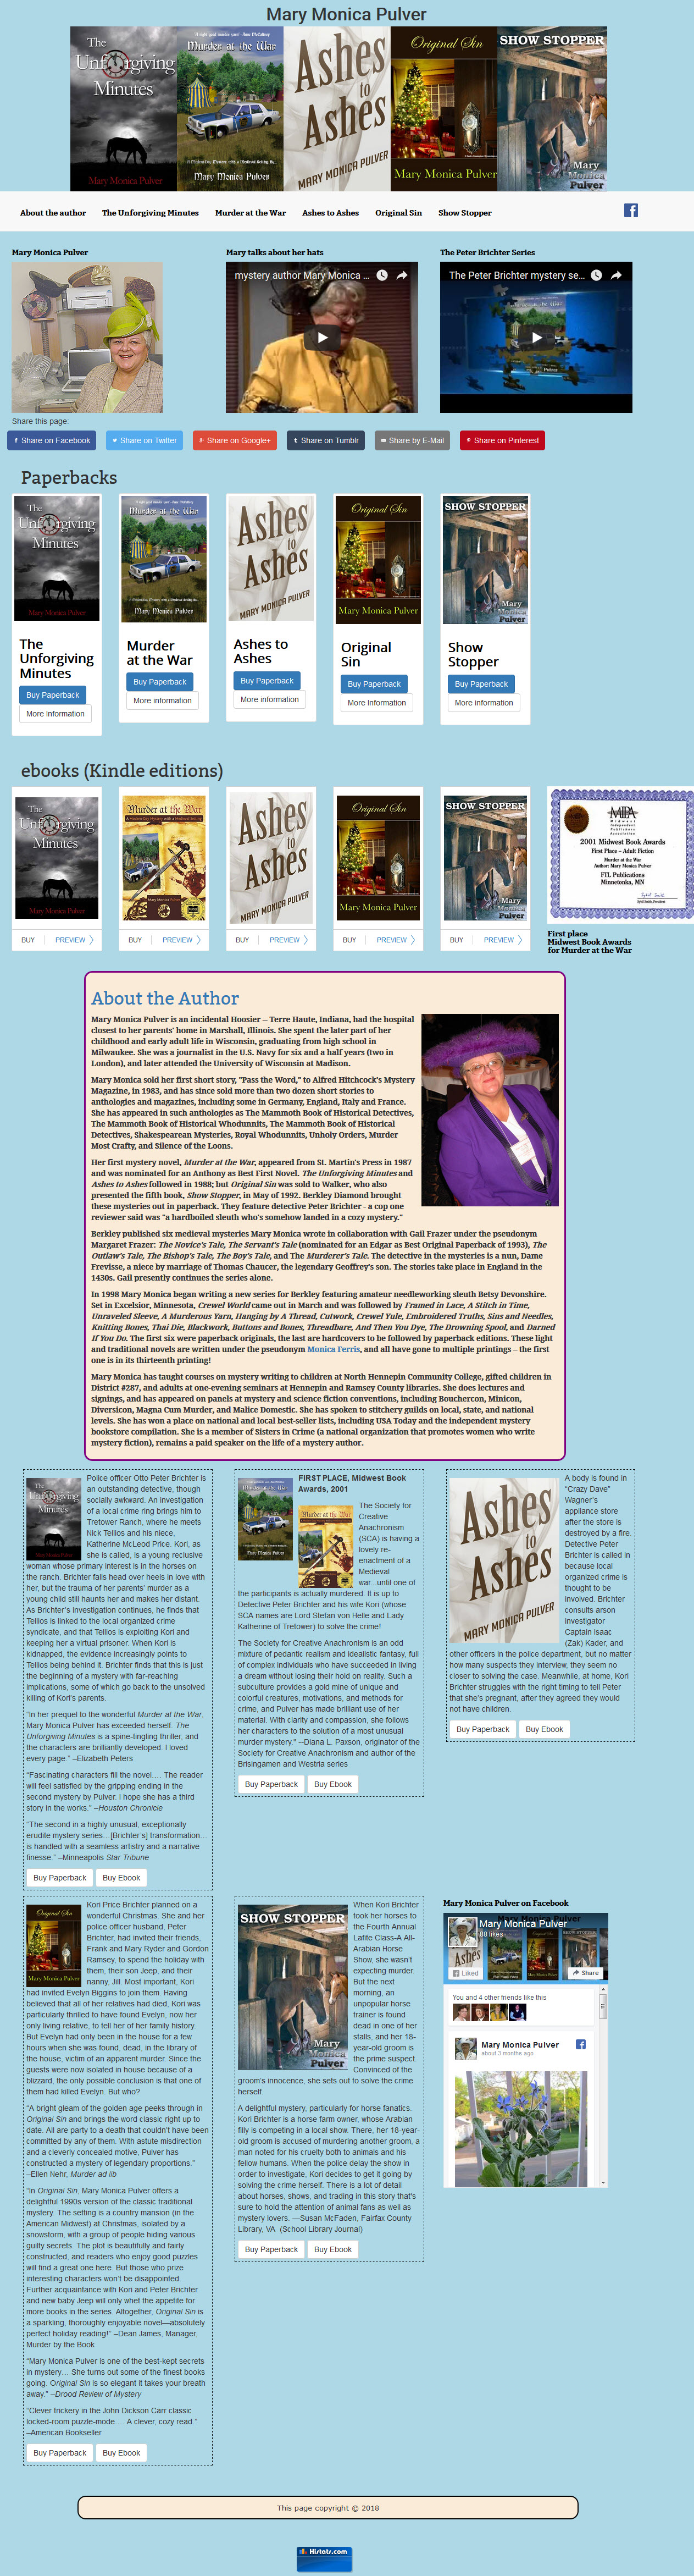 Mary Monica Pulver
The
Unforgiving
Minutes
Mary Monica Pulver
Murder at the War
Mary Monica Pulver
Ashes
to
Ashes
MARY MONICA PULVER
Original Sin
Mary Monica Pulver
SHOW STOPPER
Mary
Monica
Pulver
About the author The Unforgiving Minutes Murder at the War Ashes to Ashes Original Sin Show Stopper
Mary Monica Pulver
Mary talks about her hats
mystery author Mary Monica ...
The Peter Brichter Series
The Peter Brichter mystery se...
Share this page:
Share on Facebook Share on Twitter Share on Google+ Share on Tumblr Share by E-Mail Share on Pinterest
Paperbacks
The
Unforgiving
Minutes
Mary Monica Pulver
The
Unforgiving
Minutes
Buy Paperback
More Information
Murder at the War
Mary Monica Pulver
Murder
at the War
Buy Paperback
More information
Ashes
to
Ashes
MARY MONICA PULVER
Ashes to
Ashes
Buy Paperback
More information
Original Sin
Mary Monica Pulver
Original
Sin
Buy Paperback
More Information
SHOW STOPPER
Mary
Monica
Pulver
Show
Stopper
Buy Paperback
More information
ebooks (Kindle editions)
The
Unforgiving
Minutes
Mary Monica Pulver
BUY PREVIEW
Murder at the War
Mary Monica Pulver
BUY PREVIEW
Ashes
to
Ashes
MARY MONICA PULVER
BUY PREVIEW
Original Sin
Mary Monica Pulver
BUY PREVIEW
SHOW STOPPER
Mary
Monica
Pulver
BUY PREVIEW
MIPA
2001 Midwest Book Awards
First Place - Adult Fiction
Murder at the War
Author: Mary Monica Pulver
FTL Publications
Minnetonka, MN
First place
Midwest Book Awards
for Murder at the War
About the Author
Mary Monica Pulver is an incidental Hoosier -- Terre Haute, Indiana, had the hospital
closest to her parents' home in Marshall, Illinois. She spent the later part of her
childhood and early adult life in Wisconsin, graduating from high school in
Milwaukee. She was a journalist in the U.S. Navy for six and a half years (two in
London), and later attended the University of Wisconsin at Madison.
Mary Monica sold her first short story, "Pass the Word," to Alfred Hitchcock's Mystery
Magazine, in 1983, and has since sold more than two dozen short stories to
anthologies and magazines, including some in Germany, England, Italy and France.
She has appeared in such anthologies as The Mammoth Book of Historical Detectives,
The Mammoth Book of Historical Whodunnits, The Mammoth Book of Historical
Detectives, Shakespearean Mysteries, Royal Whodunnits, Unholy Orders, Murder
Most Crafty, and Silence of the Loons.
Her first mystery novel, Murder at the War, appeared from St. Martin's Press in 1987
and was nominated for an Anthony as Best First Novel. The Unforgiving Minutes and
Ashes to Ashes followed in 1988; but Original Sin was sold to Walker, who also
presented the fifth book, Show Stopper, in May of 1992. Berkley Diamond brought
these mysteries out in paperback. They feature detective Peter Brichter - a cop one
reviewer said was "a hardboiled sleuth who's somehow landed in a cozy mystery."
Berkley published six medieval mysteries Mary Monica wrote in collaboration with Gail Frazer under the pseudonym
Margaret Frazer: The Novice's Tale, The Servant's Tale (nominated for an Edgar as Best Original Paperback of 1993), The
Outlaw's Tale, The Bishop's Tale, The Boy's Tale, and The Murderer's Tale. The detective in the mysteries is a nun, Dame
Frevisse, a niece by marriage of Thomas Chaucer, the legendary Geoffrey's son. The stories take place in England in the
1430s. Gail presently continues the series alone.
In 1998 Mary Monica began writing a new series for Berkley featuring amateur needleworking sleuth Betsy Devonshire.
Set in Excelsior, Minnesota, Crewel World came out in March and was followed by Framed in Lace, A Stitch in Time,
Unraveled Sleeve, A Murderous Yarn, Hanging by A Thread, Cutwork, Crewel Yule, Embroidered Truths, Sins and Needles,
Knitting Bones, Thai Die, Blackwork, Buttons and Bones, Threadbare, And Then You Dye, The Drowning Spool, and Darned
If You Do. The first six were paperback originals, the last are hardcovers to be followed by paperback editions. These light
and traditional novels are written under the pseudonym Monica Ferris, and all have gone to multiple printings – the first
one is in its thirteenth printing!
Mary Monica has taught courses on mystery writing to children at North Hennepin Community College, gifted children in
District #287, and adults at one-evening seminars at Hennepin and Ramsey County libraries. She does lectures and
signings, and has appeared on panels at mystery and science fiction conventions, including Bouchercon, Minicon,
Diversicon, Magna Cum Murder, and Malice Domestic. She has spoken to stitchery guilds on local, state, and national
levels. She has won a place on national and local best-seller lists, including USA Today and the independent mystery
bookstore compilation. She is a member of Sisters in Crime (a national organization that promotes women who write
mystery fiction), remains a paid speaker on the life of a mystery author.
Police officer Otto Peter Brichter is
an outstanding detective, though
socially awkward. An investigation
of a local crime ring brings him to
Tretower Ranch, where he meets
Nick Tellios and his niece,
Katherine McLeod Price. Kori, as
she is called, is a young reclusive
woman whose primary interest is in the horses on
the ranch. Brichter falls head over heels in love with
her, but the trauma of her parents' murder as a
young child still haunts her and makes her distant.
As Brichter's investigation continues, he finds that
Tellios is linked to the local organized crime
syndicate, and that Tellios is exploiting Kori and
keeping her a virtual prisoner. When Kori is
kidnapped, the evidence increasingly points to
Tellios being behind it. Brichter finds that this is just
the beginning of a mystery with far-reaching
implications, some of which go back to the unsolved
killing of Kori's parents.
"In her prequel to the wonderful Murder at the War,
Mary Monica Pulver has exceeded herself. The
Unforgiving Minutes is a spine-tingling thriller, and
the characters are brilliantly developed. I loved
every page." –Elizabeth Peters
"Fascinating characters fill the novel.... The reader
will feel satisfied by the gripping ending in the
second mystery by Pulver. I hope she has a third
story in the works." –Houston Chronicle
"The second in a highly unusual, exceptionally
erudite mystery series...[Brichter's] transformation...
is handled with a seamless artistry and a narrative
finesse." –Minneapolis Star Tribune
Buy Paperback Buy Ebook
FIRST PLACE, Midwest Book
Awards, 2001
The Society for
Creative
Anachronism
(SCA) is having a
lovely re-
enactment of a
Medieval
war...until one of
the participants is actually murdered. It is up to
Detective Peter Brichter and his wife Kori (whose
SCA names are Lord Stefan von Helle and Lady
Katherine of Tretower) to solve the crime!
The Society for Creative Anachronism is an odd
mixture of pedantic realism and idealistic fantasy, full
of complex individuals who have succeeded in living
a dream without losing their hold on reality. Such a
subculture provides a gold mine of unique and
colorful creatures, motivations, and methods for
crime, and Pulver has made brilliant use of her
material. With clarity and compassion, she follows
her characters to the solution of a most unusual
murder mystery." --Diana L. Paxson, originator of the
Society for Creative Anachronism and author of the
Brisingamen and Westria series
Buy Paperback Buy Ebook
A body is found in
"Crazy Dave"
Wagner's
appliance store
after the store is
destroyed by a fire.
Detective Peter
Brichter is called in
because local
organized crime is
thought to be
involved. Brichter
consults arson
investigator
Captain Isaac
(Zak) Kader, and
other officers in the police department, but no matter
how many suspects they interview, they seem no
closer to solving the case. Meanwhile, at home, Kori
Brichter struggles with the right timing to tell Peter
that she's pregnant, after they agreed they would
not have children.
Buy Paperback Buy Ebook
Kori Price Brichter planned on a
wonderful Christmas. She and her
police officer husband, Peter
Brichter, had invited their friends,
Frank and Mary Ryder and Gordon
Ramsey, to spend the holiday with
them, their son Jeep, and their
nanny, Jill. Most important, Kori
had invited Evelyn Biggins to join them. Having
believed that all of her relatives had died, Kori was
particularly thrilled to have found Evelyn, now her
only living relative, to tell her of her family history.
But Evelyn had only been in the house for a few
hours when she was found, dead, in the library of
the house, victim of an apparent murder. Since the
guests were now isolated in house because of a
blizzard, the only possible conclusion is that one of
them had killed Evelyn. But who?
"A bright gleam of the golden age peeks through in
Original Sin and brings the word classic right up to
date. All are party to a death that couldn't have been
committed by any of them. With astute misdirection
and a cleverly concealed motive, Pulver has
constructed a mystery of legendary proportions."
–Ellen Nehr, Murder ad lib
"In Original Sin, Mary Monica Pulver offers a
delightful 1990s version of the classic traditional
mystery. The setting is a country mansion (in the
American Midwest) at Christmas, isolated by a
snowstorm, with a group of people hiding various
guilty secrets. The plot is beautifully and fairly
constructed, and readers who enjoy good puzzles
will find a great one here. But those who prize
interesting characters won't be disappointed.
Further acquaintance with Kori and Peter Brichter
and new baby Jeep will only whet the appetite for
more books in the series. Altogether, Original Sin is
a sparkling, thoroughly enjoyable novel—absolutely
perfect holiday reading!" –Dean James, Manager,
Murder by the Book
"Mary Monica Pulver is one of the best-kept secrets
in mystery... She turns out some of the finest books
going. Original Sin is so elegant it takes your breath
away." –Drood Review of Mystery
"Clever trickery in the John Dickson Carr classic
locked-room puzzle-mode.... A clever, cozy read."
–American Bookseller
Buy Paperback Buy Ebook
When Kori Brichter
took her horses to
the Fourth Annual
Lafite Class-A All-
Arabian Horse
Show, she wasn't
expecting murder.
But the next
morning, an
unpopular horse
trainer is found
dead in one of her
stalls, and her 18-
year-old groom is
the prime suspect.
Convinced of the
groom's innocence, she sets out to solve the crime
herself.
A delightful mystery, particularly for horse fanatics.
Kori Brichter is a horse farm owner, whose Arabian
filly is competing in a local show. There, her 18-year-
old groom is accused of murdering another groom, a
man noted for his cruelty both to animals and his
fellow humans. When the police delay the show in
order to investigate, Kori decides to get it going by
solving the crime herself. There is a lot of detail
about horses, shows, and trading in this story that's
sure to hold the attention of animal fans as well as
mystery lovers. —Susan McFaden, Fairfax County
Library, VA (School Library Journal)
Buy Paperback Buy Ebook
Mary Monica Pulver on Facebook
Mary Monica Pulver
88 likes
Liked Share
You and 4 other friends like this
Mary Monica Pulver
about 3 months ago
This page copyright © 2018
Histats.com